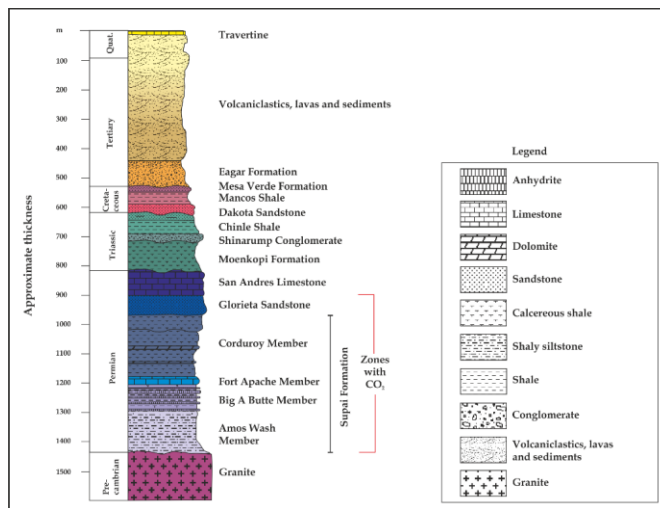 m
Travertine
Quat.
100
Volcaniclastics, lavas and sediments
200
300
Tertiary
400
Eagar Formation
500
Mesa Verde Formation
Mancos Shale
Creta-
ceous
600
Dakota Sandstone
Chinle Shale
700
Shinarump Conglomerate
Triassic
Moenkopi Formation
800
San Andres Limestone
900
Glorieta Sandstone
1000
Corduroy Member
1100
Permian
1200
Fort Apache Member
Big A Butte Member
1300
Amos Wash
Member
1400
Granite
1500
Pre-
cambrian
Approximate thickness
Supai Formation
Zones
with
CO₂
Legend
Anhydrite
Limestone
Dolomite
Sandstone
Calcereous shale
Shaly siltstone
Shale
Conglomerate
Volcaniclastics, lavas
and sediments
Granite